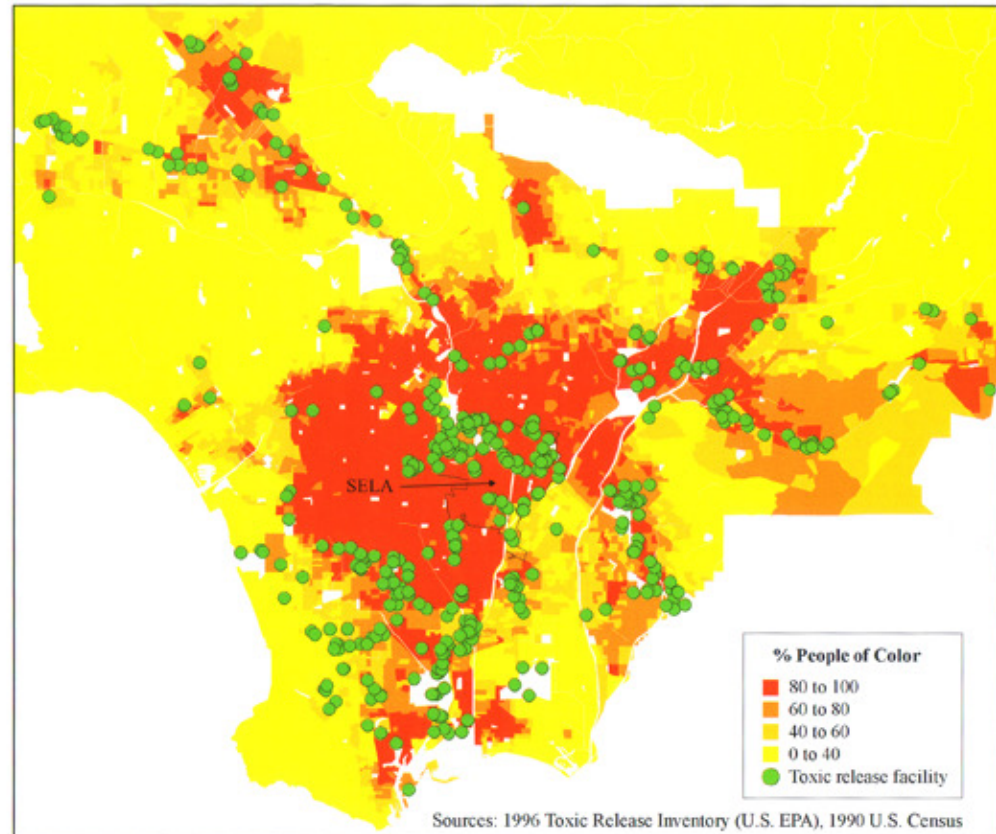 SELA
% People of Color
80 to 100
60 to 80
40 to 60
0 to 40
Toxic release facility
Sources: 1996 Toxic Release Inventory (U.S. EPA), 1990 U.S. Census